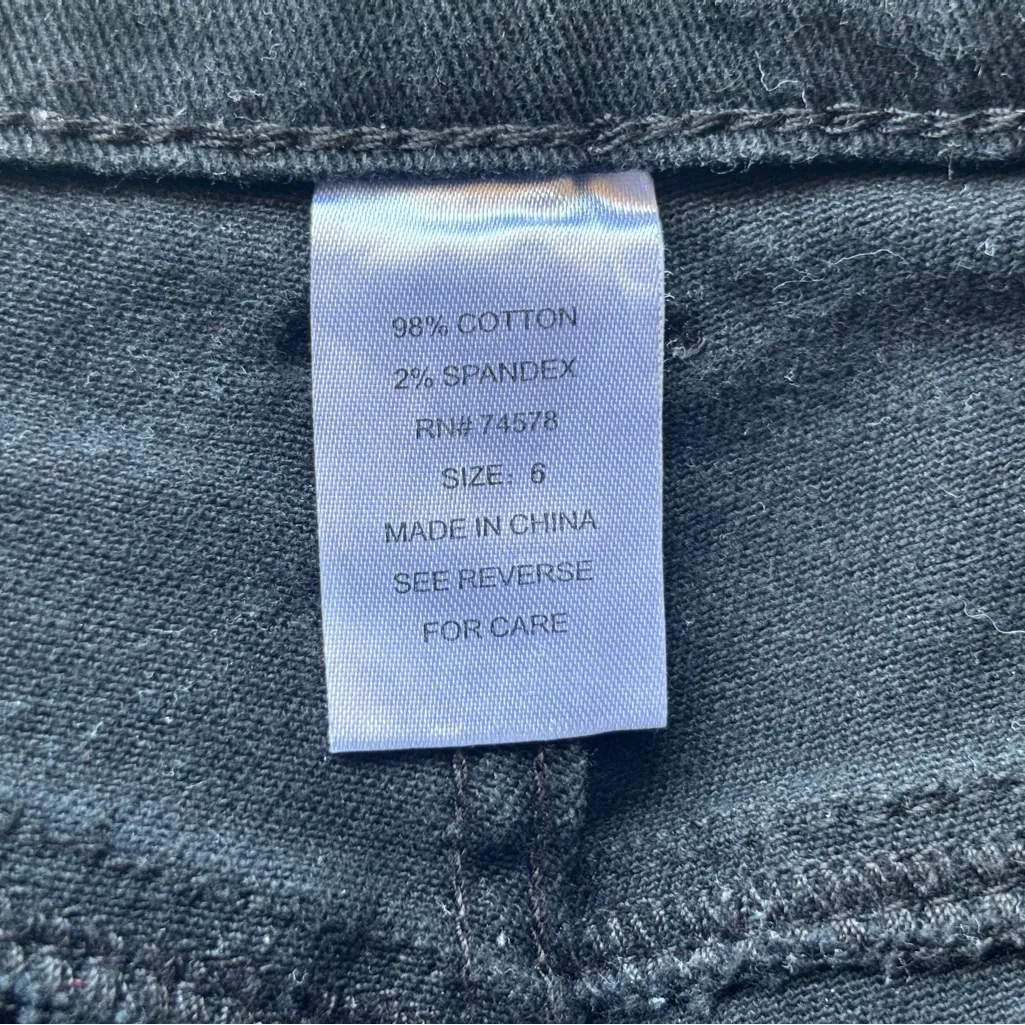 98% COTTON
2% SPANDEX
RN# 74578
SIZE: 6
MADE IN CHINA
SEE REVERSE
FOR CARE